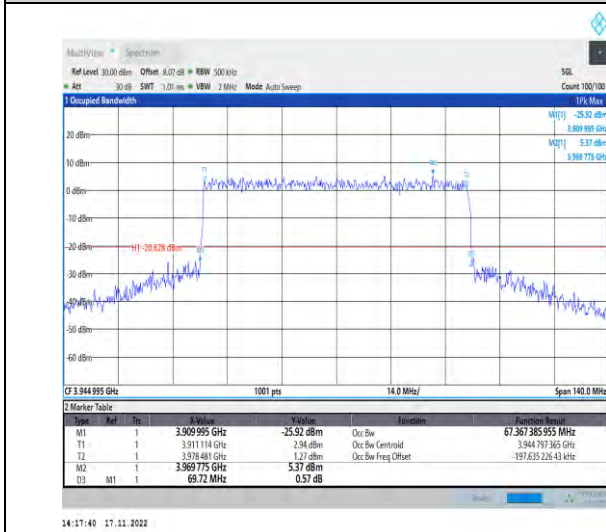 MultiView Spectrum
Ref Level 30.00 dBm Offset 8.07 dB RBW 500 kHz SGL
Att 30 dB SWT 1.01 ms VBW 2 MHz Mode Auto Sweep Count 100/100
1 Occupied Bandwidth 1Pk Max
M1[1] -25.92 dBm
3.909 995 GHz
M2[1] 5.37 dBm
3.969 775 GHz
20 dBm
10 dBm
0 dBm
-10 dBm
-20 dBm
H1 -20.629 dBm
-30 dBm
-40 dBm
-50 dBm
-60 dBm
CF 3.944 995 GHz 1001 pts 14.0 MHz/ Span 140.0 MHz
2 Marker Table
Type Ref Trc X-Value Y-Value Function Function Result
M1 1 3.909 995 GHz -25.92 dBm Occ Bw 67.367 385 955 MHz
T1 1 3.911 114 GHz 2.94 dBm Occ Bw Centroid 3.944 797 365 GHz
T2 1 3.978 481 GHz 1.27 dBm Occ Bw Freq Offset -197.635 226 43 kHz
M2 1 3.969 775 GHz 5.37 dBm
D3 M1 1 69.72 MHz 0.57 dB
14:17:40 17.11.2022